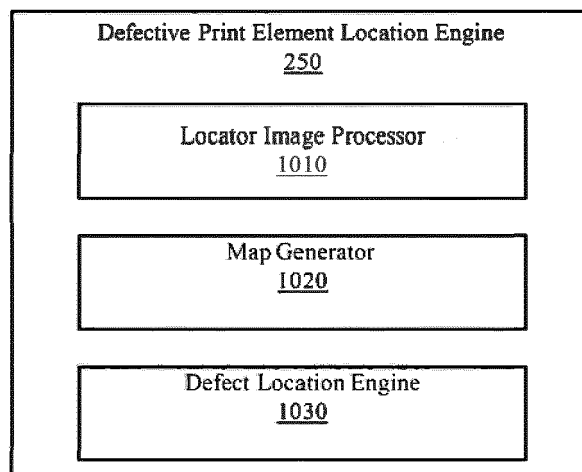 Defective Print Element Location Engine
250
Locator Image Processor
1010
Map Generator
1020
Defect Location Engine
1030